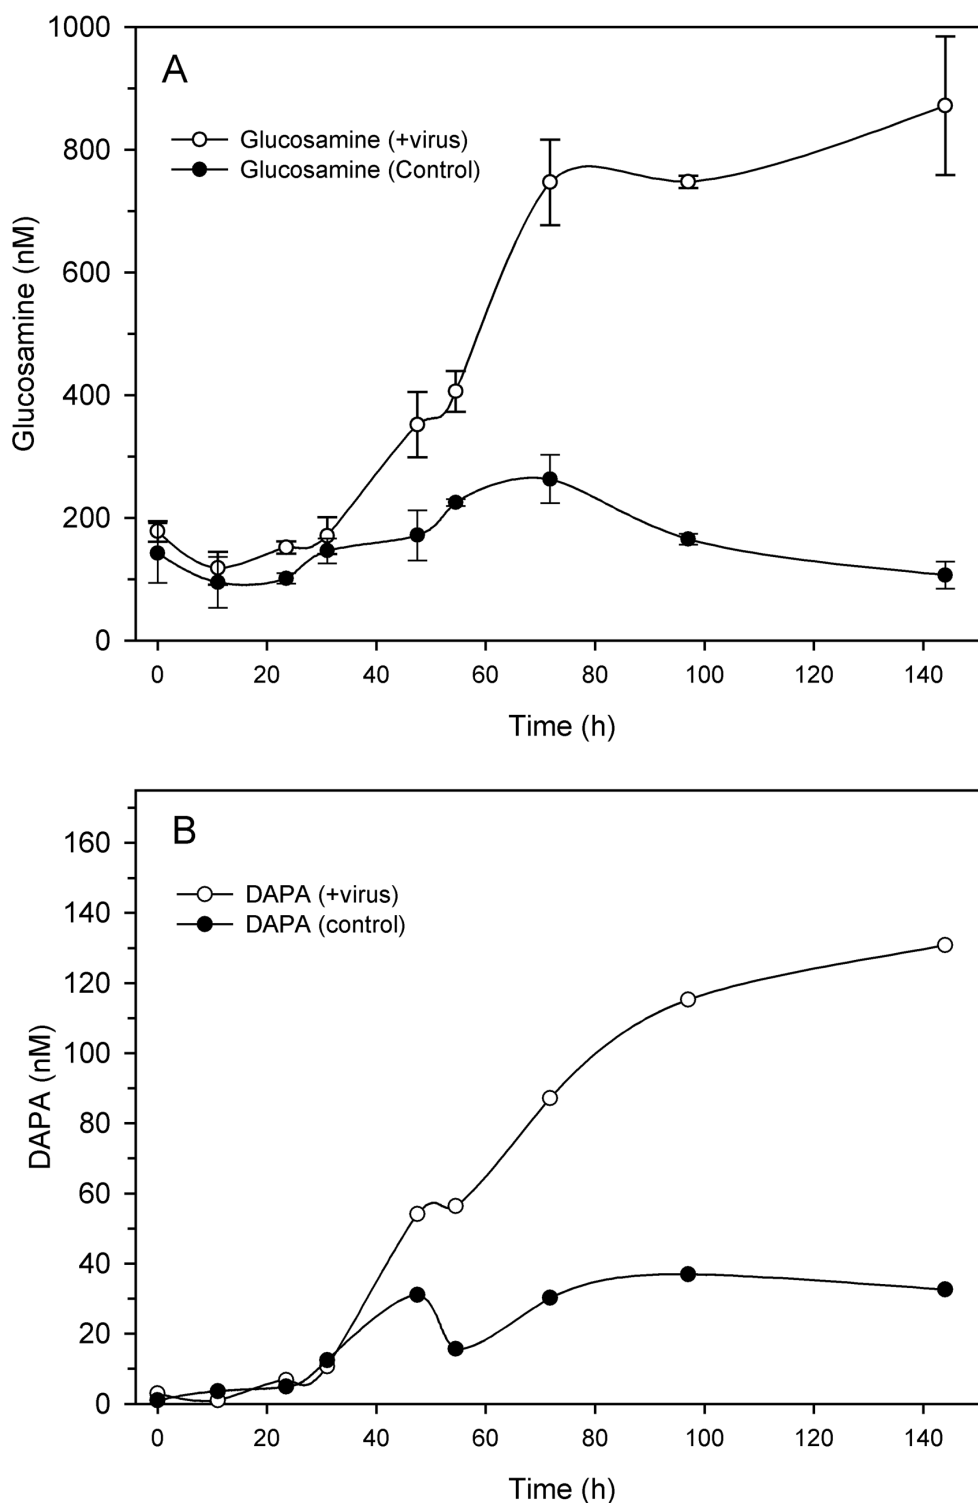 A
Glucosamine (+virus)
Glucosamine (Control)
Glucosamine (nM)
1000
800
600
400
200
0
0 20 40 60 80 100 120 140
Time (h)
B
DAPA (+virus)
DAPA (control)
DAPA (nM)
160
140
120
100
80
60
40
20
0
0 20 40 60 80 100 120 140
Time (h)